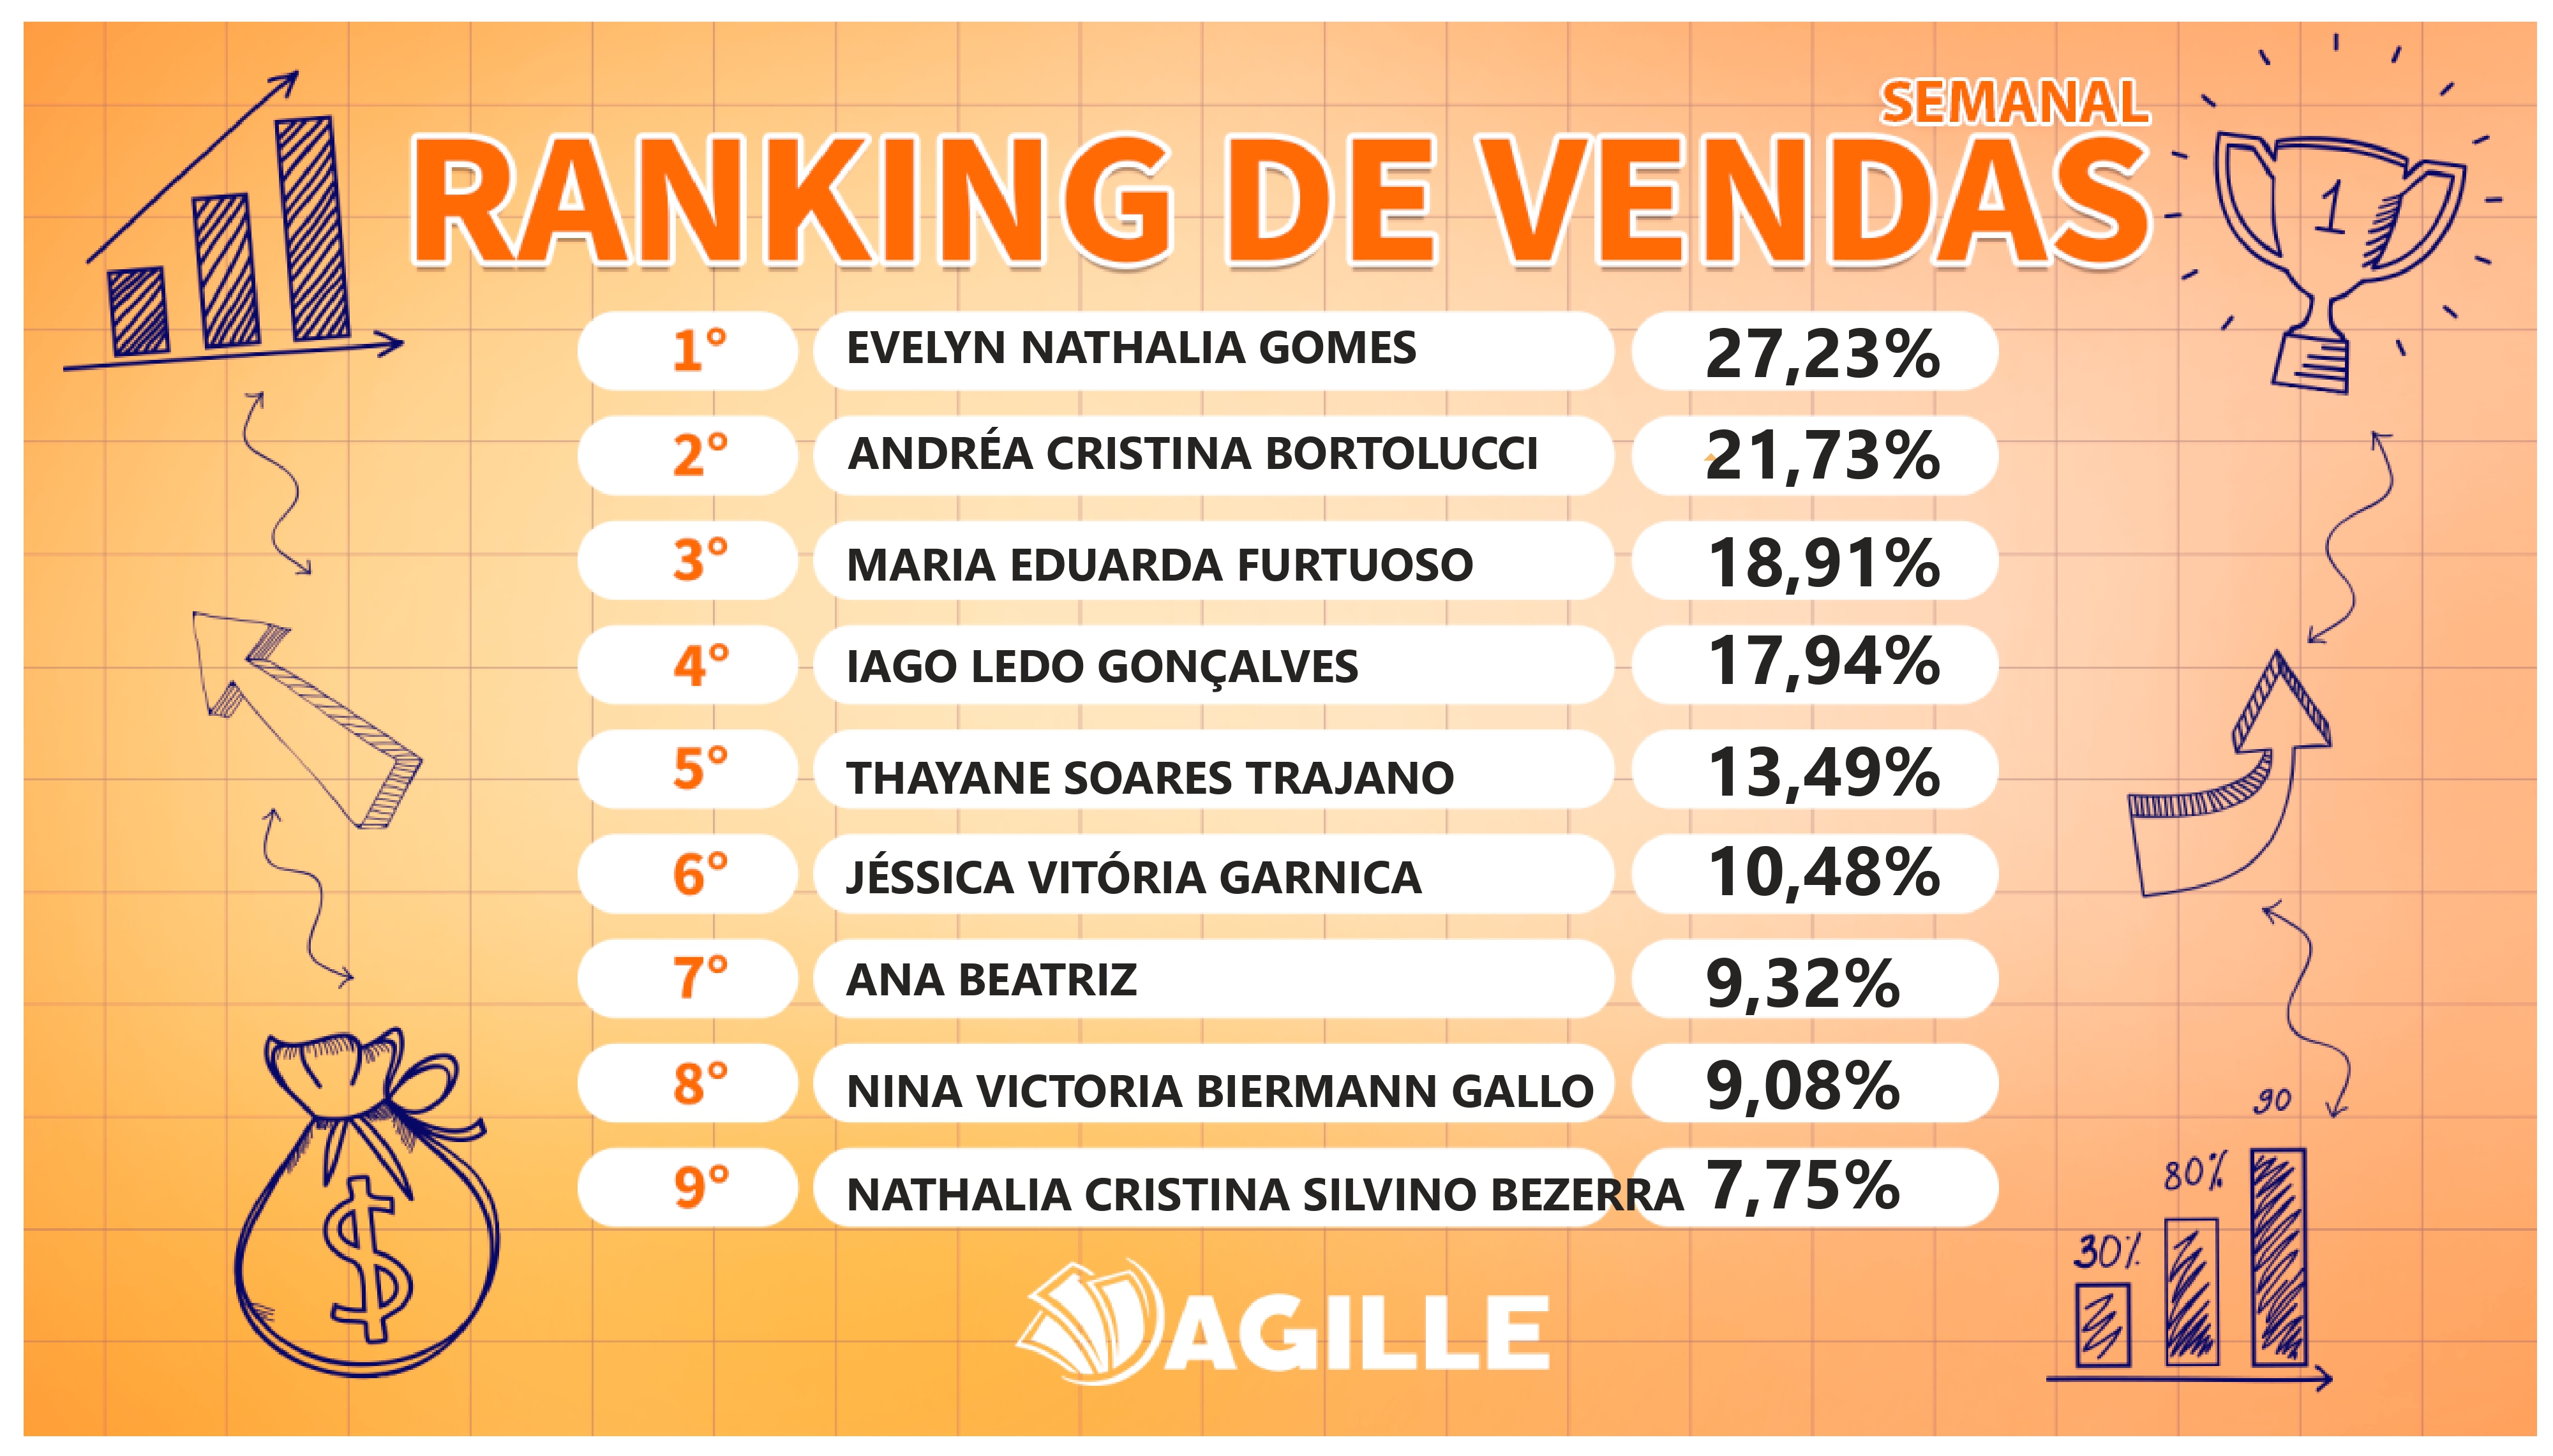 SEMANAL
RANKING DE VENDAS
1
1° EVELYN NATHALIA GOMES 27,23%
2° ANDRÉA CRISTINA BORTOLUCCI 21,73%
3° MARIA EDUARDA FURTUOSO 18,91%
4° IAGO LEDO GONÇALVES 17,94%
5° THAYANE SOARES TRAJANO 13,49%
6° JÉSSICA VITÓRIA GARNICA 10,48%
7° ANA BEATRIZ 9,32%
8° NINA VICTORIA BIERMANN GALLO 9,08%
9° NATHALIA CRISTINA SILVINO BEZERRA 7,75%
$
30% 80% 90
AGILLE